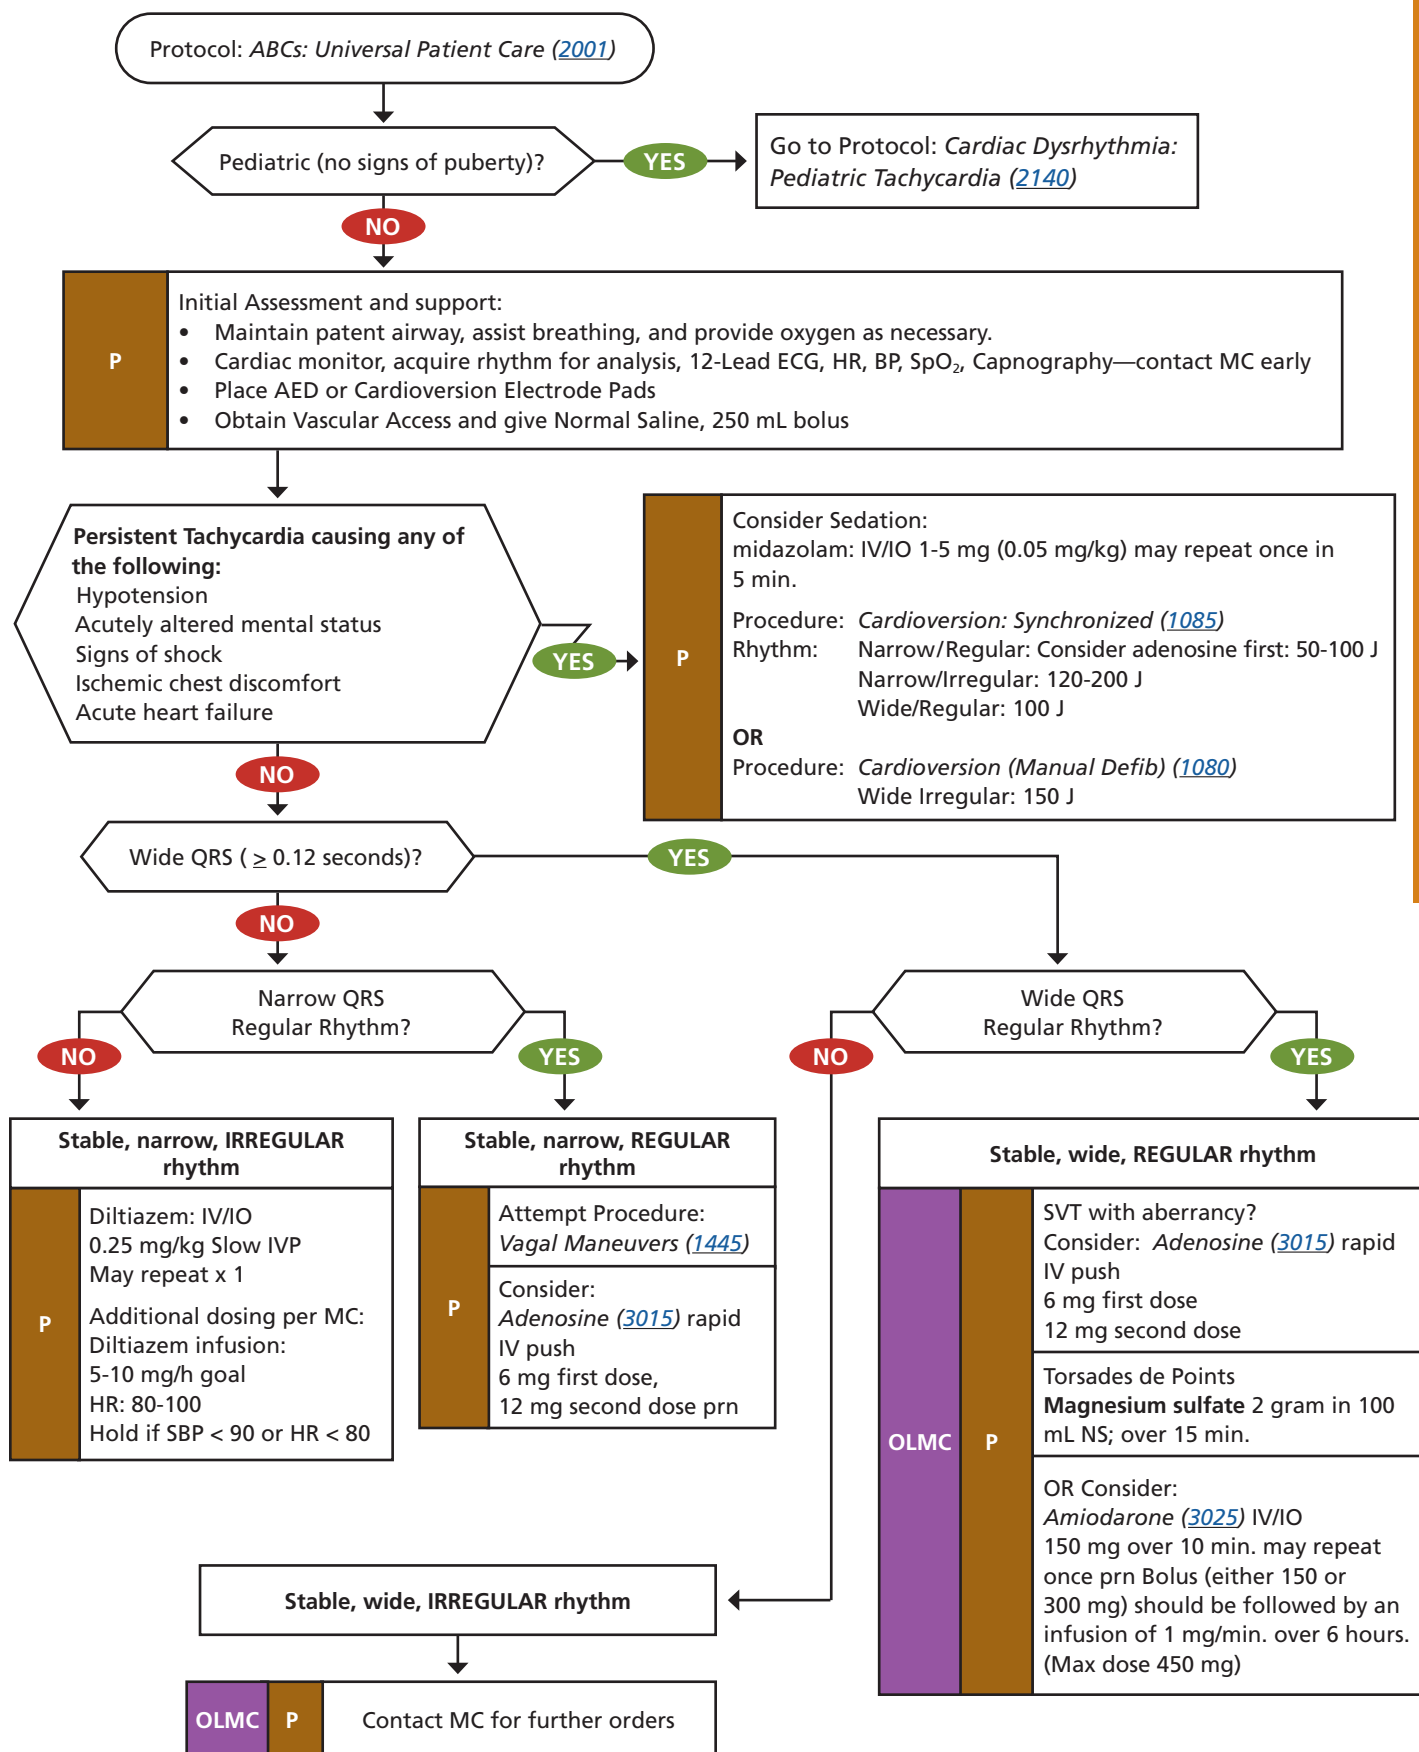 Protocol: ABCs: Universal Patient Care (2001)
Pediatric (no signs of puberty)?
YES
Go to Protocol: Cardiac Dysrhythmia:
Pediatric Tachycardia (2140)
NO
P
Initial Assessment and support:
• Maintain patent airway, assist breathing, and provide oxygen as necessary.
• Cardiac monitor, acquire rhythm for analysis, 12-Lead ECG, HR, BP, SpO₂, Capnography—contact MC early
• Place AED or Cardioversion Electrode Pads
• Obtain Vascular Access and give Normal Saline, 250 mL bolus
Persistent Tachycardia causing any of
the following:
Hypotension
Acutely altered mental status
Signs of shock
Ischemic chest discomfort
Acute heart failure
YES
P
Consider Sedation:
midazolam: IV/IO 1-5 mg (0.05 mg/kg) may repeat once in
5 min.
Procedure: Cardioversion: Synchronized (1085)
Rhythm: Narrow/Regular: Consider adenosine first: 50-100 J
Narrow/Irregular: 120-200 J
Wide/Regular: 100 J
OR
Procedure: Cardioversion (Manual Defib) (1080)
Wide Irregular: 150 J
NO
Wide QRS ( ≥ 0.12 seconds)?
YES
NO
Narrow QRS
Regular Rhythm?
NO
YES
Wide QRS
Regular Rhythm?
NO
YES
Stable, narrow, IRREGULAR
rhythm
P
Diltiazem: IV/IO
0.25 mg/kg Slow IVP
May repeat x 1
Additional dosing per MC:
Diltiazem infusion:
5-10 mg/h goal
HR: 80-100
Hold if SBP < 90 or HR < 80
Stable, narrow, REGULAR
rhythm
P
Attempt Procedure:
Vagal Maneuvers (1445)
Consider:
Adenosine (3015) rapid
IV push
6 mg first dose,
12 mg second dose prn
Stable, wide, REGULAR rhythm
OLMC
P
SVT with aberrancy?
Consider: Adenosine (3015) rapid
IV push
6 mg first dose
12 mg second dose
Torsades de Points
Magnesium sulfate 2 gram in 100
mL NS; over 15 min.
OR Consider:
Amiodarone (3025) IV/IO
150 mg over 10 min. may repeat
once prn Bolus (either 150 or
300 mg) should be followed by an
infusion of 1 mg/min. over 6 hours.
(Max dose 450 mg)
Stable, wide, IRREGULAR rhythm
OLMC
P
Contact MC for further orders